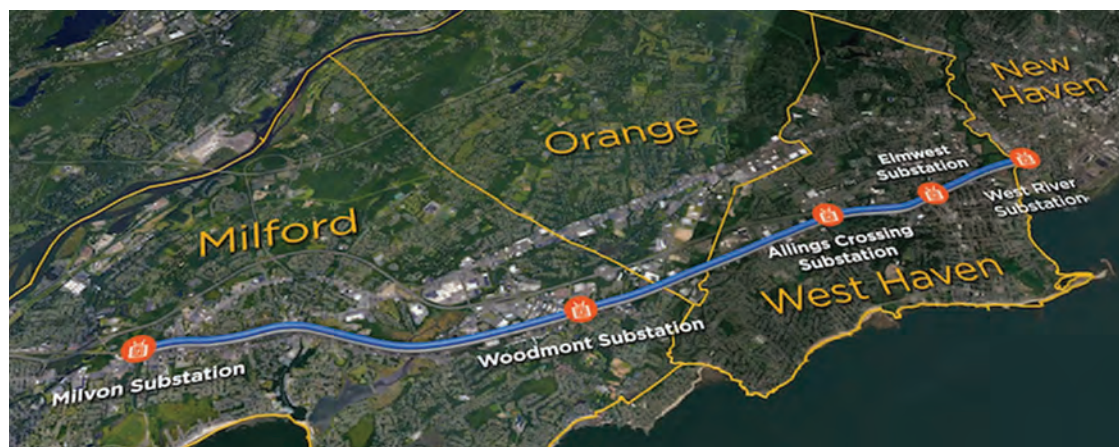 New
Haven
Orange
Elmwest
Substation
West River
Substation
Milford
Allings Crossing
Substation
West Haven
Woodmont Substation
Milvon Substation